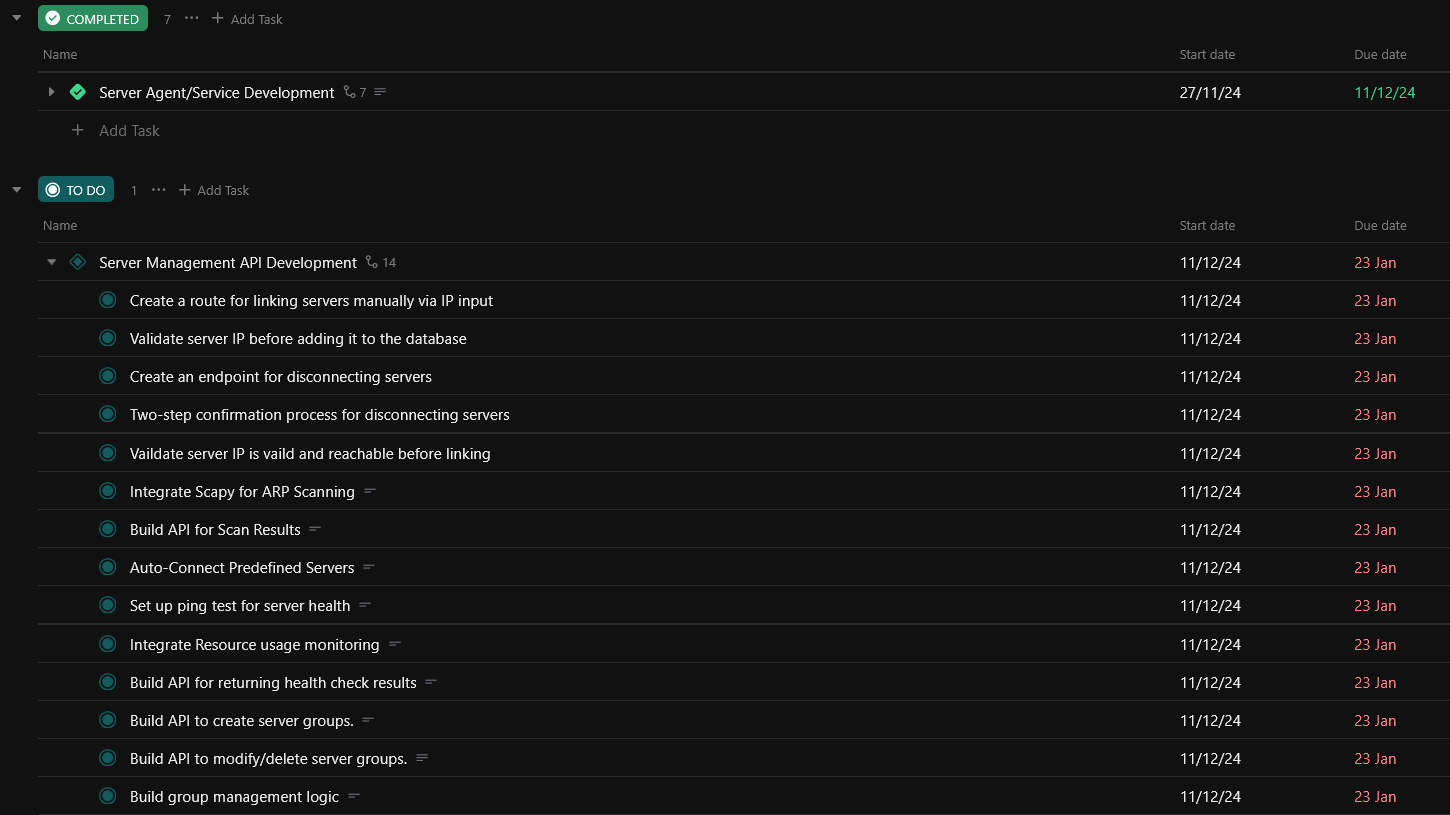 COMPLETED 7 ··· + Add Task
Name Start date Due date
Server Agent/Service Development 7 27/11/24 11/12/24
+ Add Task
TO DO 1 ··· + Add Task
Name Start date Due date
Server Management API Development 14 11/12/24 23 Jan
Create a route for linking servers manually via IP input 11/12/24 23 Jan
Validate server IP before adding it to the database 11/12/24 23 Jan
Create an endpoint for disconnecting servers 11/12/24 23 Jan
Two-step confirmation process for disconnecting servers 11/12/24 23 Jan
Vaildate server IP is vaild and reachable before linking 11/12/24 23 Jan
Integrate Scapy for ARP Scanning 11/12/24 23 Jan
Build API for Scan Results 11/12/24 23 Jan
Auto-Connect Predefined Servers 11/12/24 23 Jan
Set up ping test for server health 11/12/24 23 Jan
Integrate Resource usage monitoring 11/12/24 23 Jan
Build API for returning health check results 11/12/24 23 Jan
Build API to create server groups. 11/12/24 23 Jan
Build API to modify/delete server groups. 11/12/24 23 Jan
Build group management logic 11/12/24 23 Jan